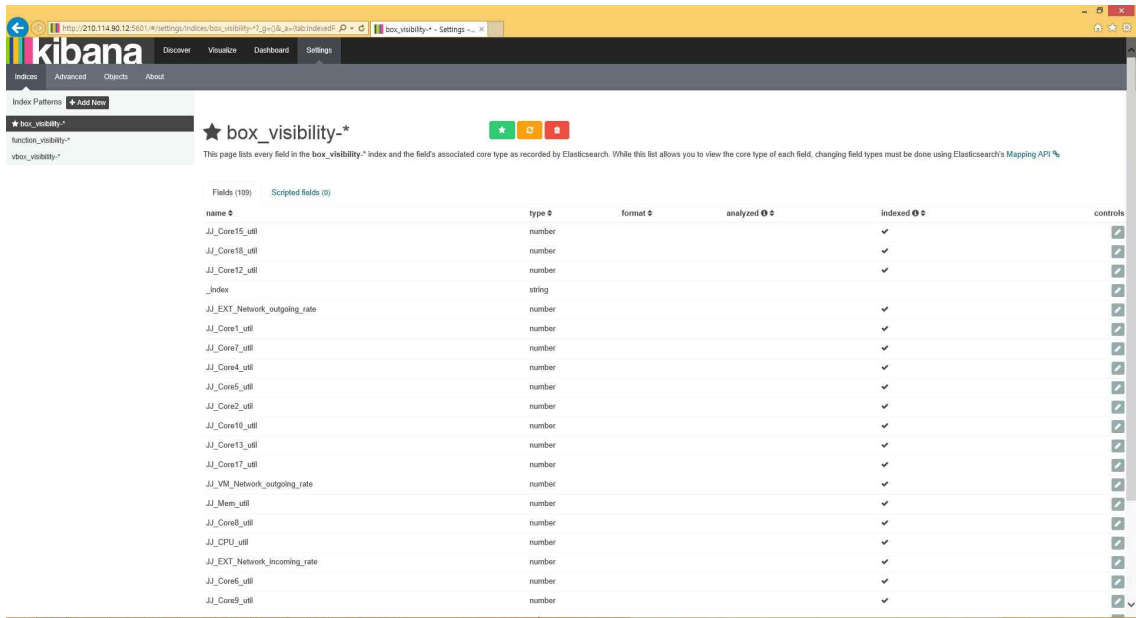 http://210.114.90.12:5601/#/settings/indices/box_visibility-*?_g=()&_a=(tab:indexedF
box_visibility-* - Settings -...
kibana
Discover Visualize Dashboard Settings
Indices Advanced Objects About
Index Patterns + Add New
box_visibility-*
function_visibility-*
vbox_visibility-*
box_visibility-*
This page lists every field in the box_visibility-* index and the field's associated core type as recorded by Elasticsearch. While this list allows you to view the core type of each field, changing field types must be done using Elasticsearch's Mapping API
Fields (109) Scripted fields (0)
name type format analyzed indexed controls
JJ_Core15_util number
JJ_Core18_util number
JJ_Core12_util number
_index string
JJ_EXT_Network_outgoing_rate number
JJ_Core1_util number
JJ_Core7_util number
JJ_Core4_util number
JJ_Core5_util number
JJ_Core2_util number
JJ_Core10_util number
JJ_Core13_util number
JJ_Core17_util number
JJ_VM_Network_outgoing_rate number
JJ_Mem_util number
JJ_Core8_util number
JJ_CPU_util number
JJ_EXT_Network_incoming_rate number
JJ_Core6_util number
JJ_Core9_util number